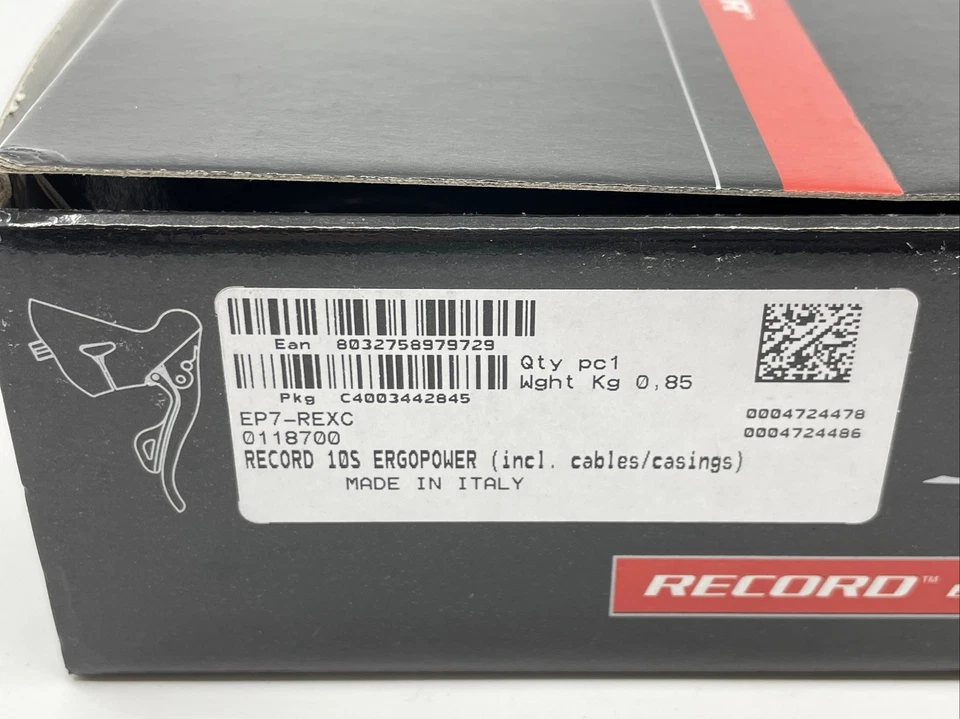 Ean 8032758979729
Qty pc1
Wght Kg 0,85
Pkg C4003442845
EP7-REXC
0118700
0004724478
0004724486
RECORD 10S ERGOPOWER (incl. cables/casings)
MADE IN ITALY
RECORD™